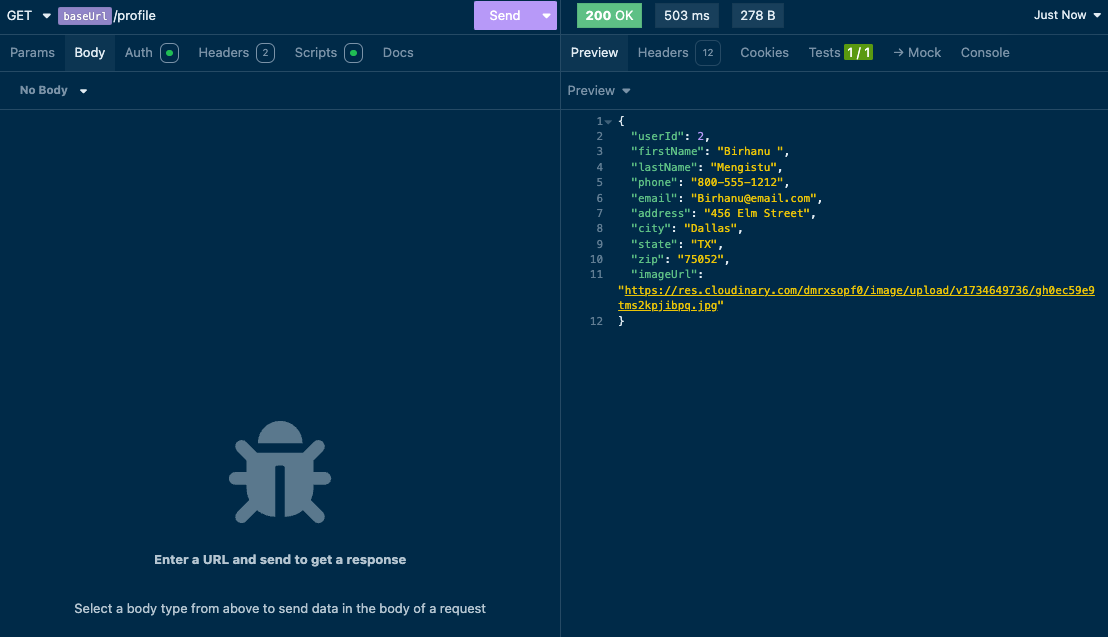 GET baseUrl/profile Send 200 OK 503 ms 278 B Just Now
Params Body Auth Headers 2 Scripts Docs Preview Headers 12 Cookies Tests 1 / 1 → Mock Console
No Body Preview
1 {
2 "userId": 2,
3 "firstName": "Birhanu ",
4 "lastName": "Mengistu",
5 "phone": "800-555-1212",
6 "email": "Birhanu@email.com",
7 "address": "456 Elm Street",
8 "city": "Dallas",
9 "state": "TX",
10 "zip": "75052",
11 "imageUrl":
"https://res.cloudinary.com/dmrxsopf0/image/upload/v1734649736/gh0ec59e9
tms2kpjibpq.jpg"
12 }
Enter a URL and send to get a response
Select a body type from above to send data in the body of a request